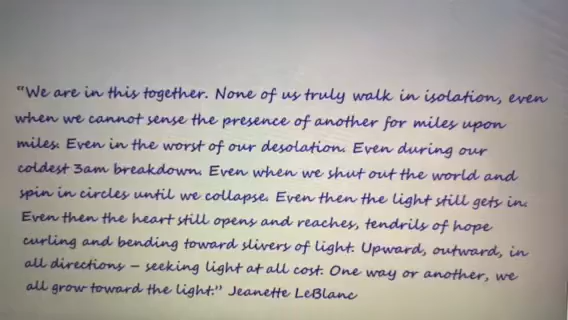 "We are in this together. None of us truly walk in isolation, even
when we cannot sense the presence of another for miles upon
miles. Even in the worst of our desolation. Even during our
coldest 3am breakdown. Even when we shut out the world and
spin in circles until we collapse. Even then the light still gets in.
Even then the heart still opens and reaches, tendrils of hope
curling and bending toward slivers of light. Upward, outward, in
all directions – seeking light at all cost. One way or another, we
all grow toward the light." Jeanette LeBlanc